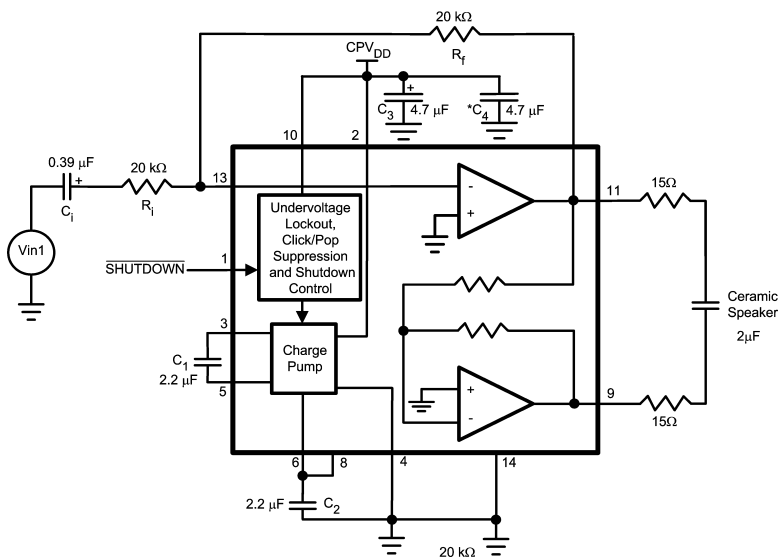 20 kΩ
Rf
CPVDD
+
C3 4.7 µF
*C4 4.7 µF
10
2
0.39 µF
+
Ci
20 kΩ
Ri
13
-
+
11
15Ω
Vin1
Undervoltage
Lockout,
Click/Pop
Suppression
and Shutdown
Control
SHUTDOWN
1
Ceramic
Speaker
2µF
3
C1
2.2 µF
5
Charge
Pump
+
-
9
15Ω
6
8
4
14
2.2 µF
C2
20 kΩ